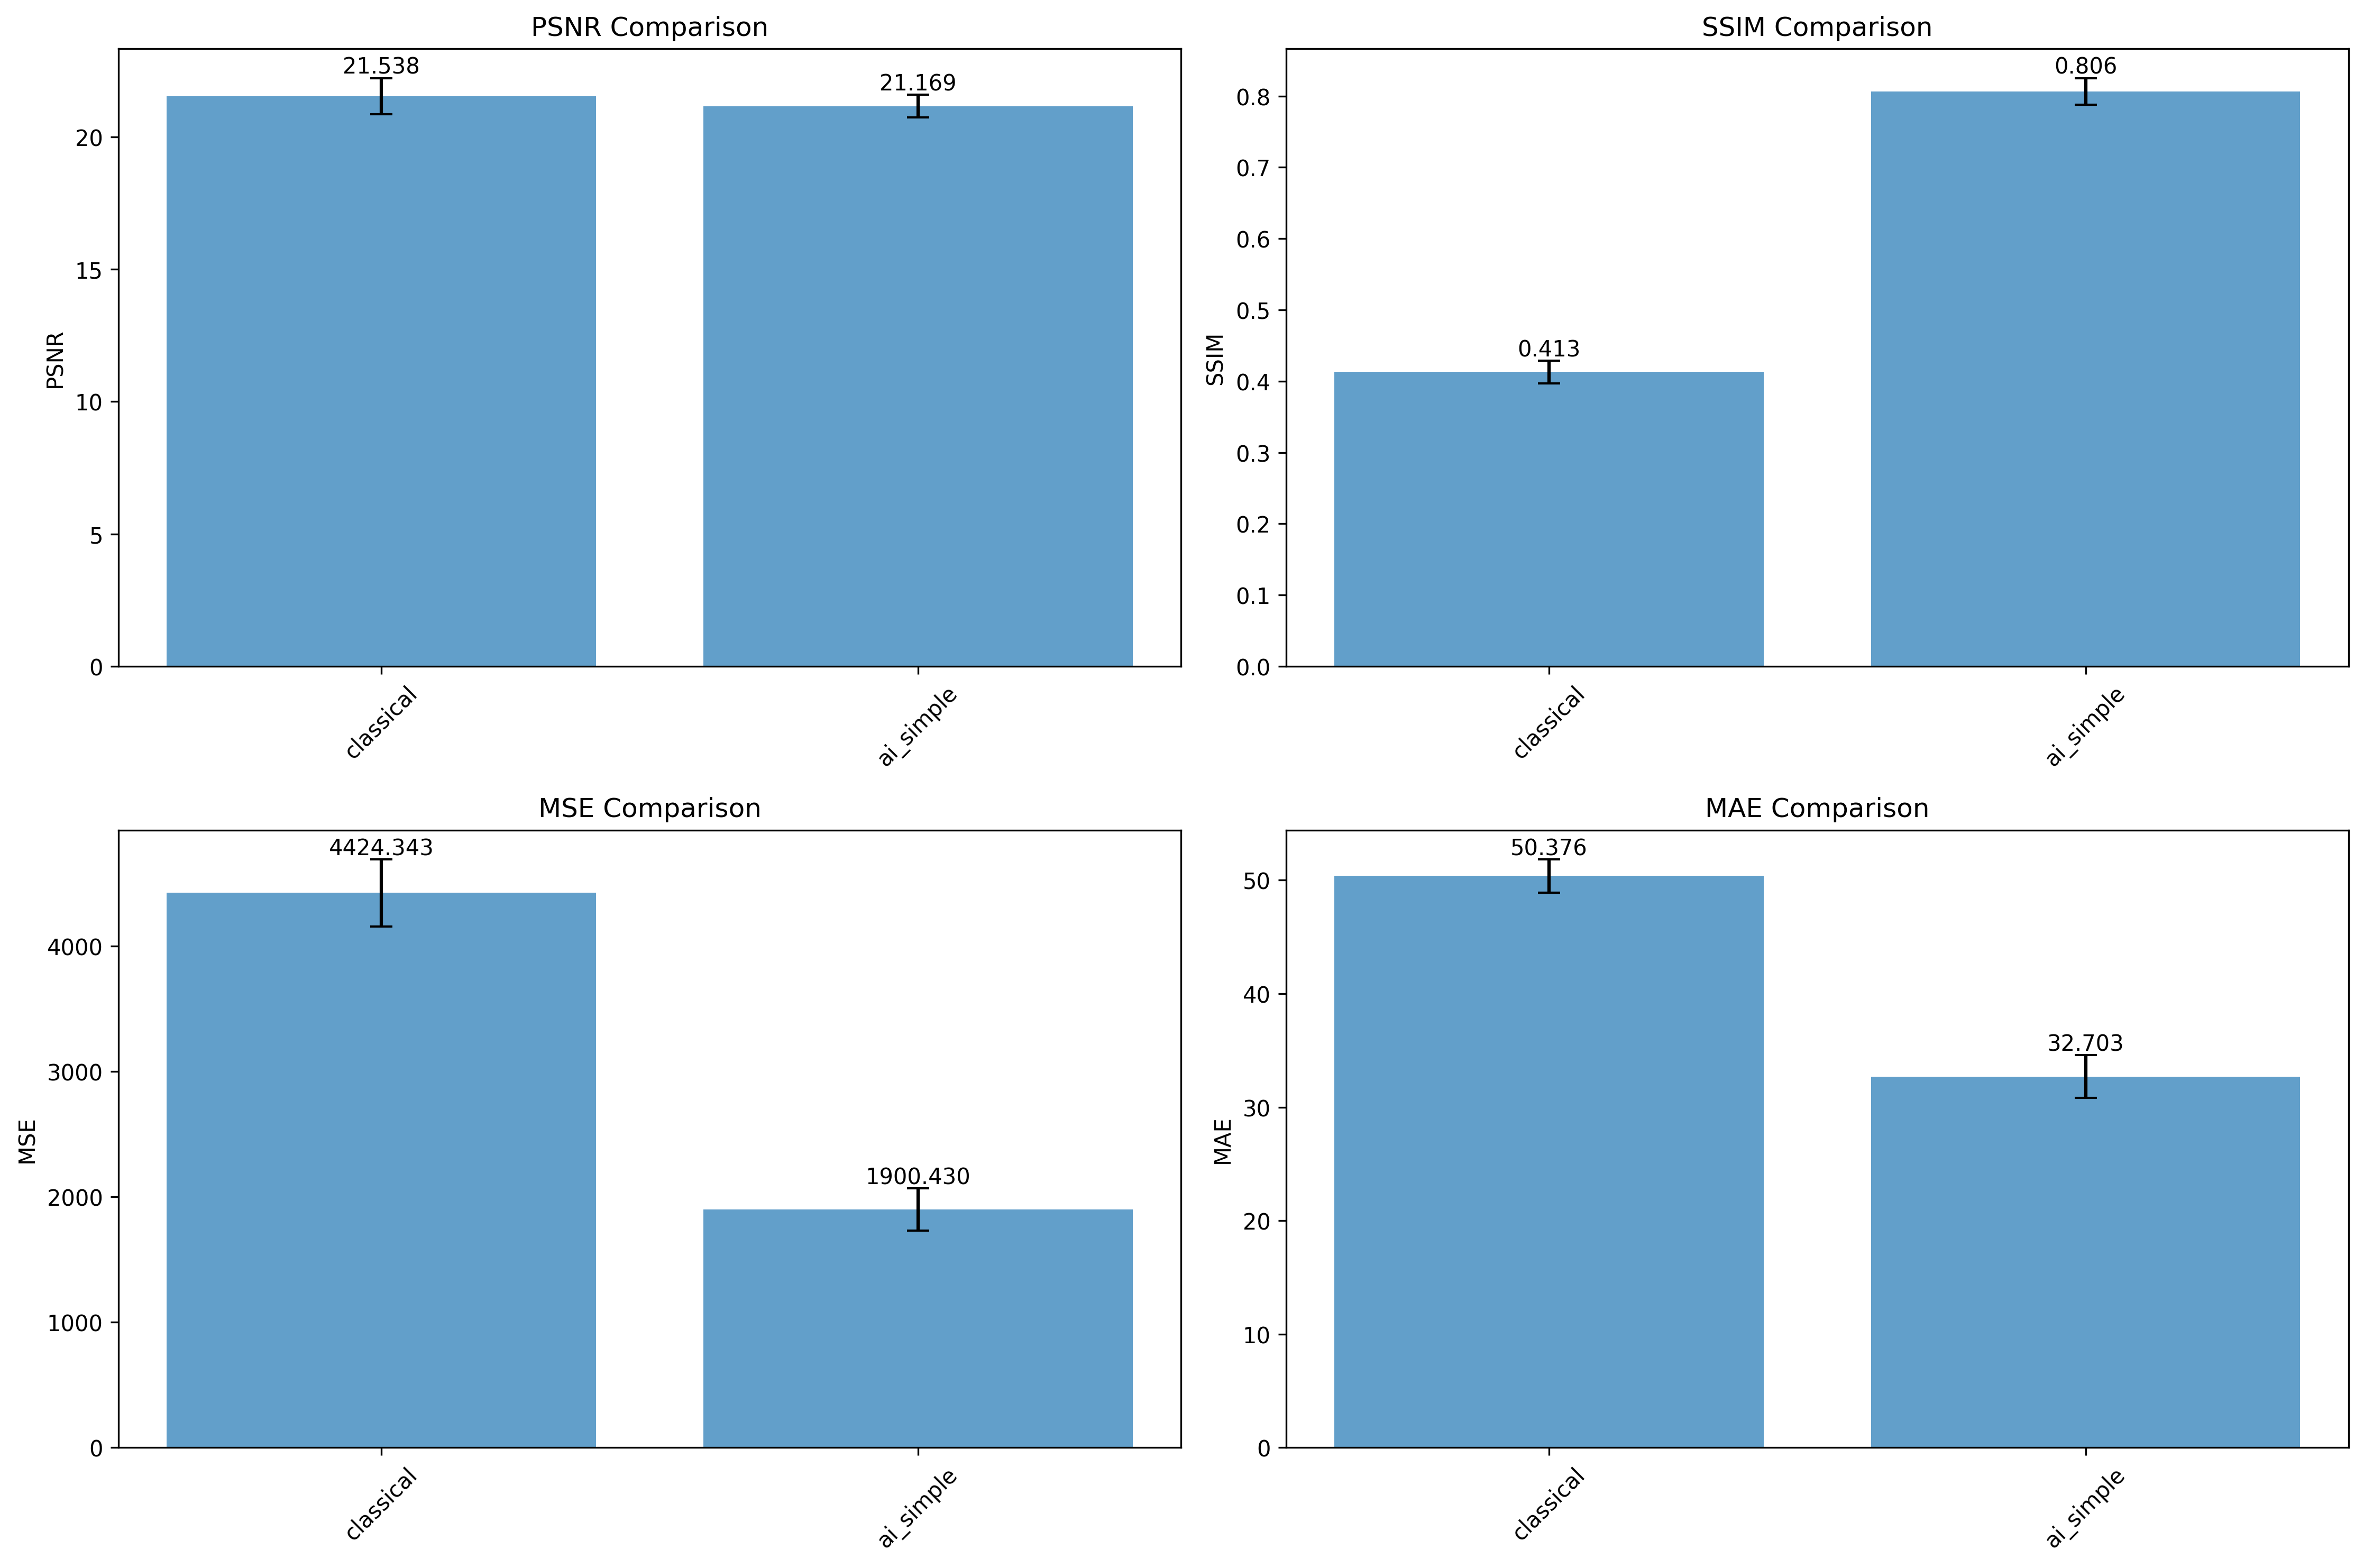 PSNR Comparison
21.538
21.169
20
15
10
5
0
PSNR
classical
ai_simple
SSIM Comparison
0.806
0.413
0.8
0.7
0.6
0.5
0.4
0.3
0.2
0.1
0.0
SSIM
classical
ai_simple
MSE Comparison
4424.343
1900.430
4000
3000
2000
1000
0
MSE
classical
ai_simple
MAE Comparison
50.376
32.703
50
40
30
20
10
0
MAE
classical
ai_simple